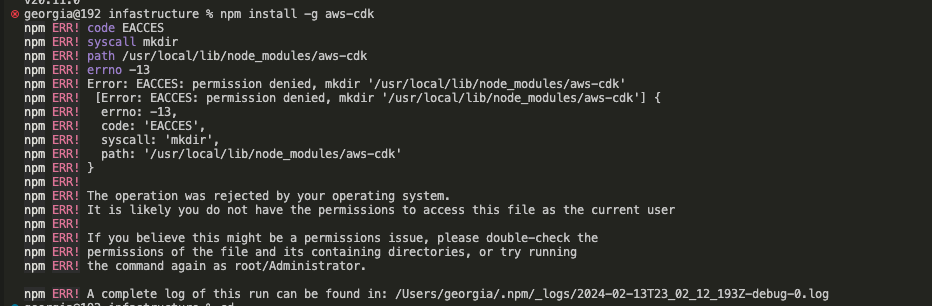 v20.11.0
georgia@192 infastructure % npm install -g aws-cdk
npm ERR! code EACCES
npm ERR! syscall mkdir
npm ERR! path /usr/local/lib/node_modules/aws-cdk
npm ERR! errno -13
npm ERR! Error: EACCES: permission denied, mkdir '/usr/local/lib/node_modules/aws-cdk'
npm ERR!  [Error: EACCES: permission denied, mkdir '/usr/local/lib/node_modules/aws-cdk'] {
npm ERR!   errno: -13,
npm ERR!   code: 'EACCES',
npm ERR!   syscall: 'mkdir',
npm ERR!   path: '/usr/local/lib/node_modules/aws-cdk'
npm ERR! }
npm ERR!
npm ERR! The operation was rejected by your operating system.
npm ERR! It is likely you do not have the permissions to access this file as the current user
npm ERR!
npm ERR! If you believe this might be a permissions issue, please double-check the
npm ERR! permissions of the file and its containing directories, or try running
npm ERR! the command again as root/Administrator.
npm ERR! A complete log of this run can be found in: /Users/georgia/.npm/_logs/2024-02-13T23_02_12_193Z-debug-0.log
georgia@192 infastructure % cd